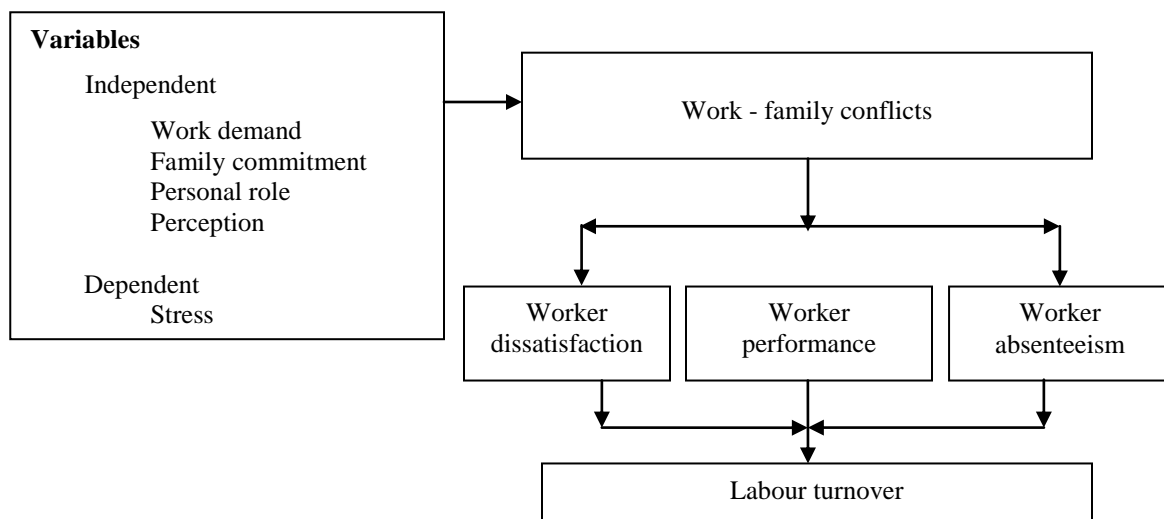 Variables
Independent
Work demand
Family commitment
Personal role
Perception
Dependent
Stress
Work - family conflicts
Worker
dissatisfaction
Worker
performance
Worker
absenteeism
Labour turnover